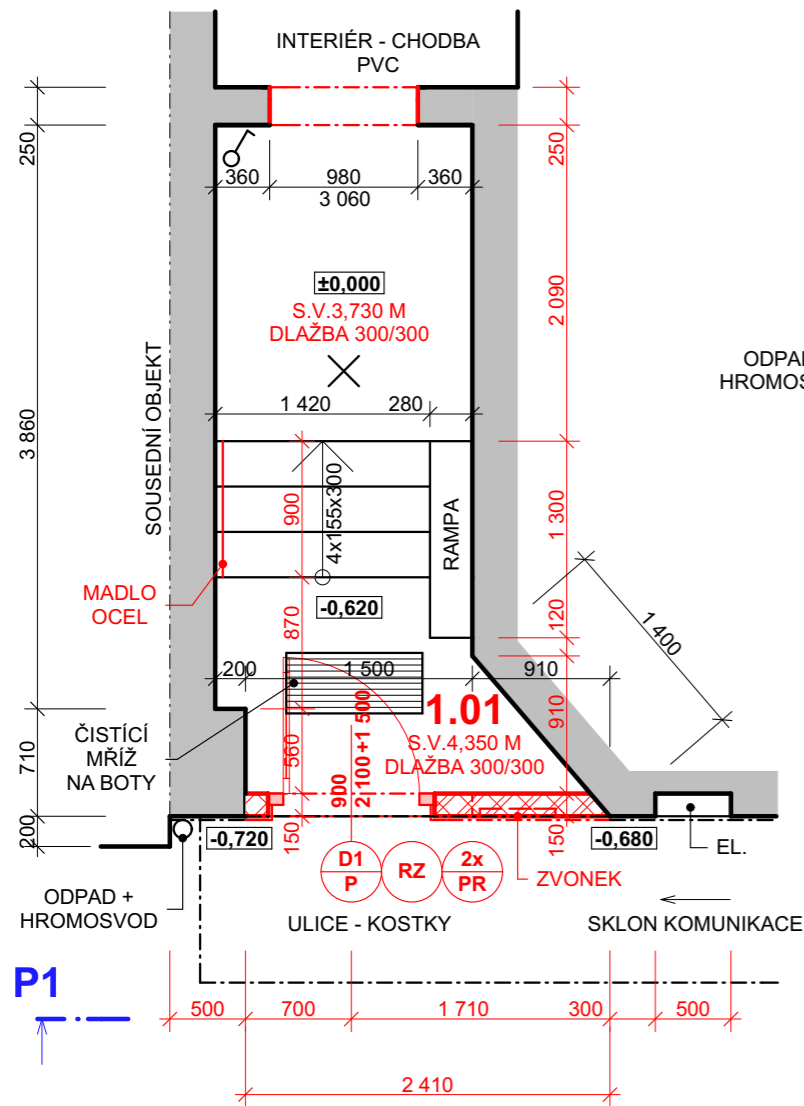 INTERIÉR - CHODBA
PVC
250
250
360
980
360
3 060
±0,000
S.V.3,730 M
DLAŽBA 300/300
2 090
SOUSEDNÍ OBJEKT
ODPAD
HROMOS
3 860
1 420
280
900
4x155x300
RAMPA
1 300
MADLO
OCEL
-0,620
870
120
1 400
200
1 500
910
910
1.01
S.V.4,350 M
DLAŽBA 300/300
ČISTÍCÍ
MŘÍŽ
NA BOTY
710
560
900
2 100+1 500
200
-0,720
150
-0,680
150
EL.
D1
P
RZ
2x
PR
ZVONEK
ODPAD +
HROMOSVOD
ULICE - KOSTKY
SKLON KOMUNIKACE
P1
500
700
1 710
300
500
2 410